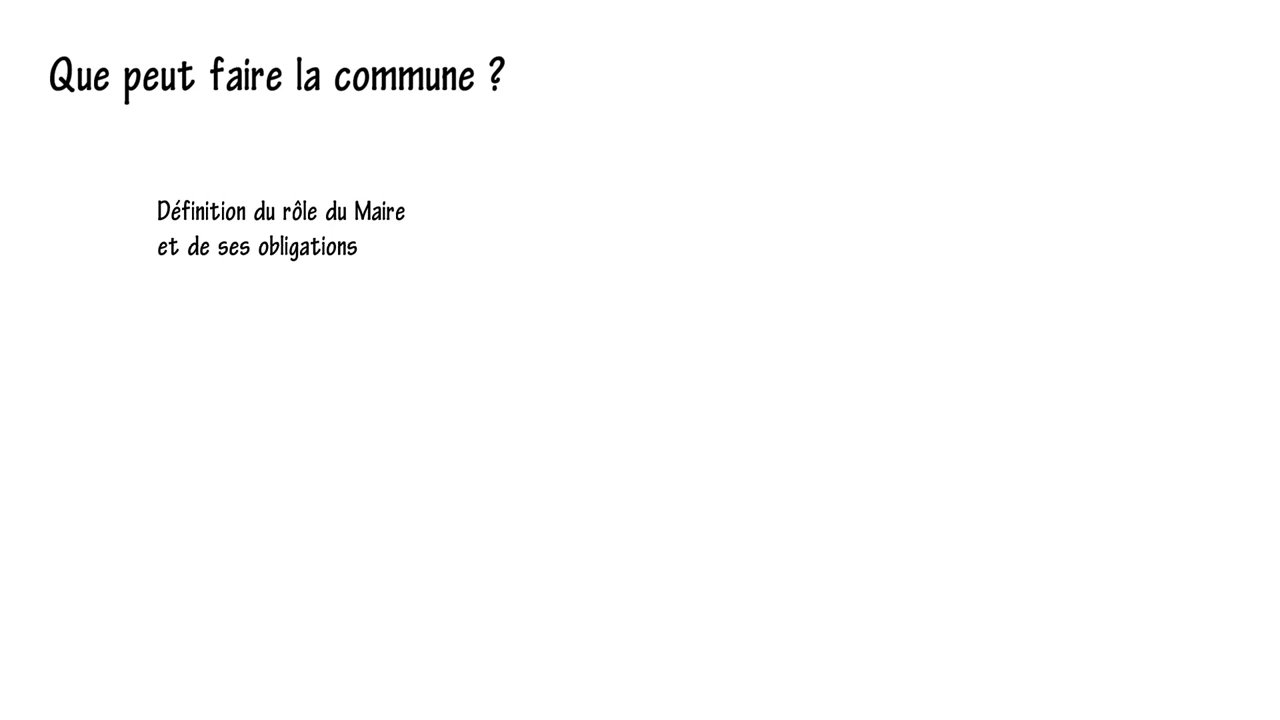 Que peut faire la commune ?
Définition du rôle du Maire
et de ses obligations